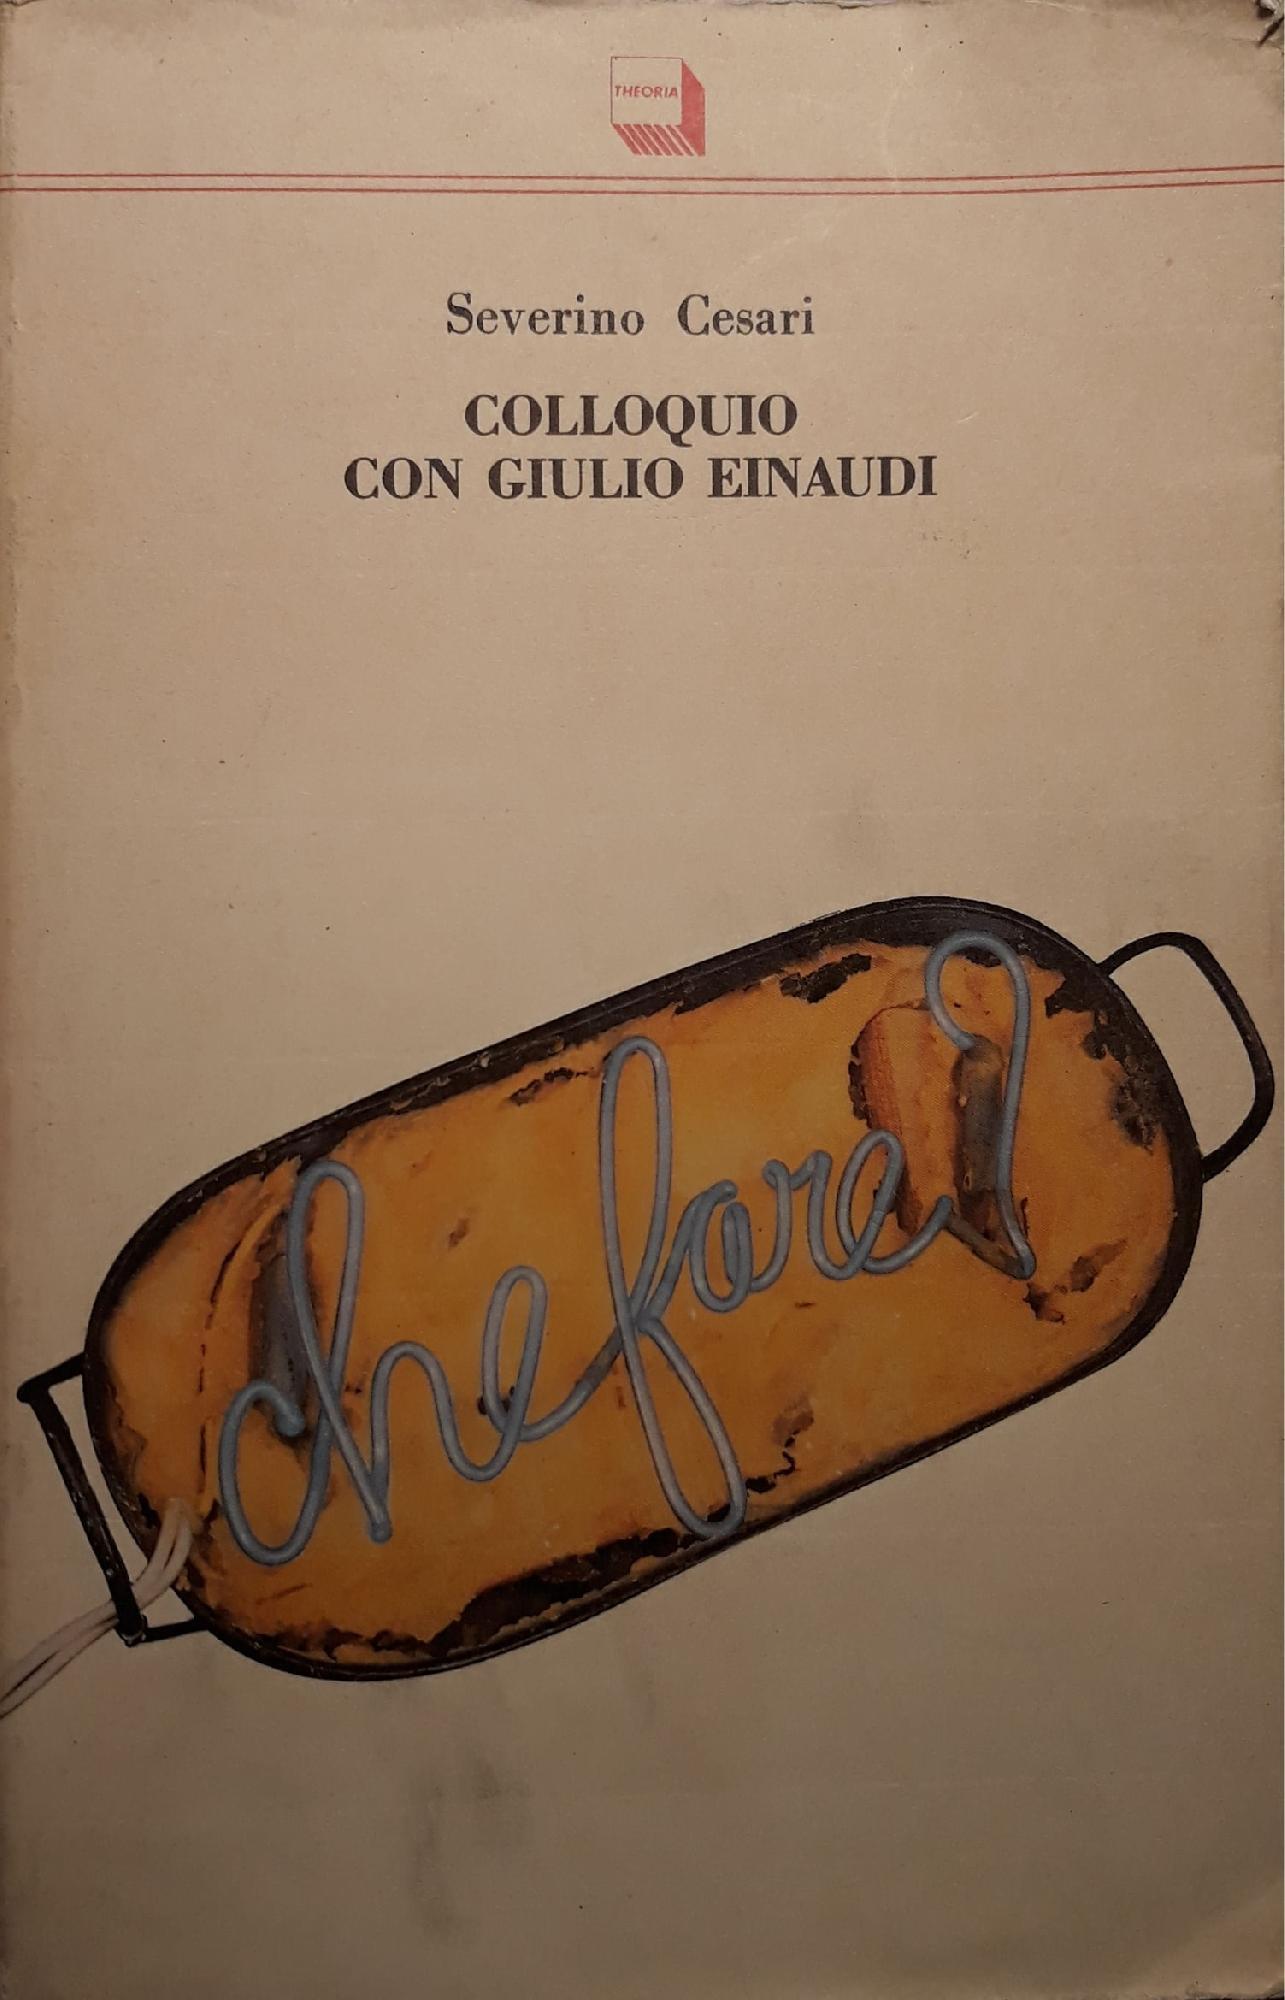 THEORIA
Severino Cesari
COLLOQUIO
CON GIULIO EINAUDI
che fare?